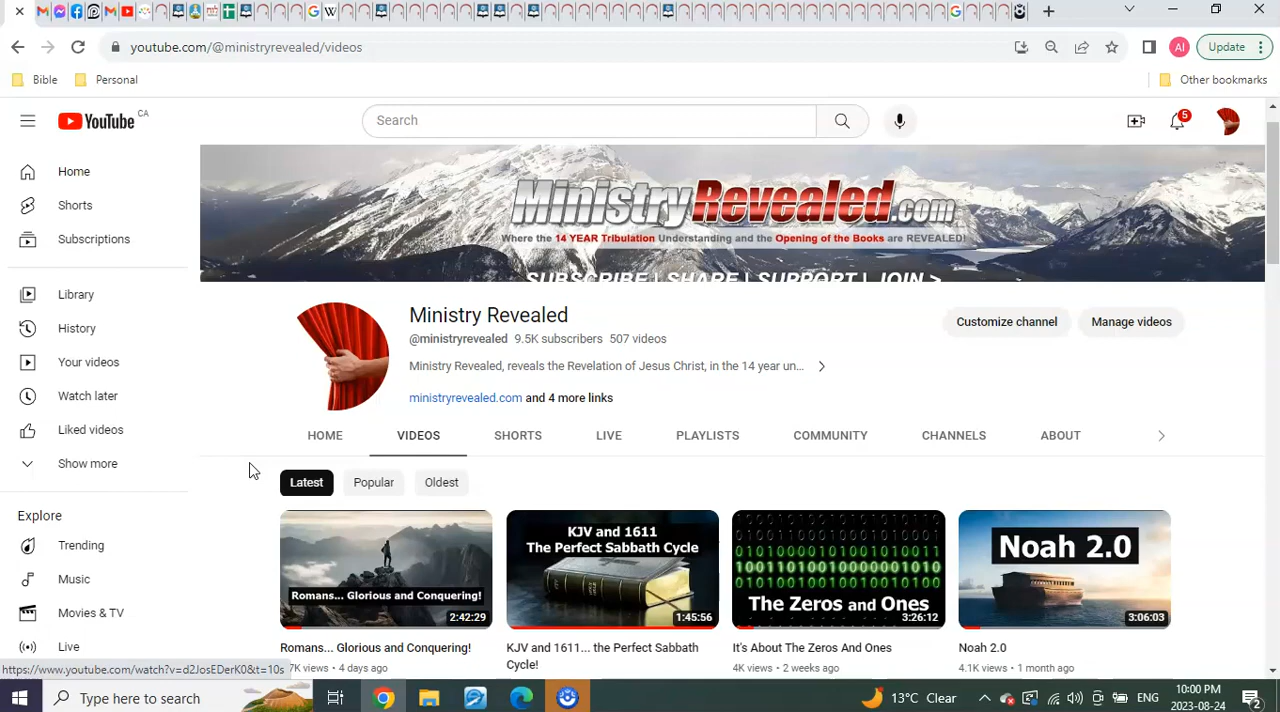 youtube.com/@ministryrevealed/videos
AI
Update
Bible
Personal
Other bookmarks
YouTube CA
Search
5
MinistryRevealed.com
Where the 14 YEAR Tribulation Understanding and the Opening of the Books are REVEALED!
SUBSCRIBE | SHARE | SUPPORT | JOIN >
Home
Shorts
Subscriptions
Library
History
Your videos
Watch later
Liked videos
Show more
Explore
Trending
Music
Movies & TV
Live
Ministry Revealed
@ministryrevealed 9.5K subscribers 507 videos
Ministry Revealed, reveals the Revelation of Jesus Christ, in the 14 year un...
ministryrevealed.com and 4 more links
Customize channel
Manage videos
HOME
VIDEOS
SHORTS
LIVE
PLAYLISTS
COMMUNITY
CHANNELS
ABOUT
Latest
Popular
Oldest
Romans... Glorious and Conquering!
2:42:29
KJV and 1611
The Perfect Sabbath Cycle
1:45:56
The Zeros and Ones
3:26:12
Noah 2.0
3:06:03
Romans... Glorious and Conquering!
7K views • 4 days ago
KJV and 1611... the Perfect Sabbath
Cycle!
It's About The Zeros And Ones
4K views • 2 weeks ago
Noah 2.0
4.1K views • 1 month ago
https://www.youtube.com/watch?v=d2JosEDerK0&t=10s
Type here to search
13°C Clear
ENG
10:00 PM
2023-08-24
2